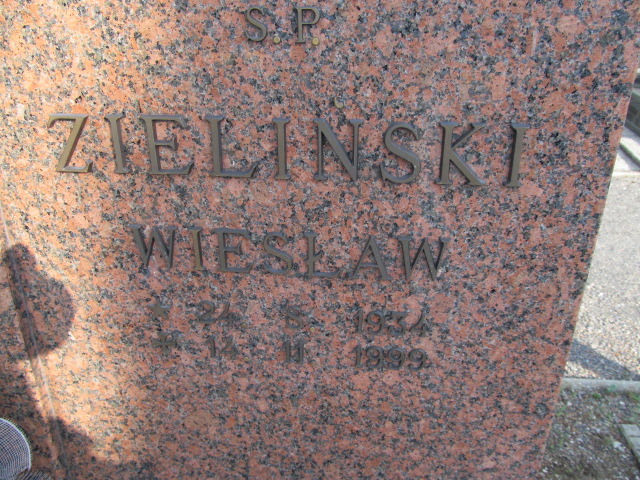 S.P.
ZIELIŃSKI
WIESŁAW
* 24 5 1934
14 11 1999